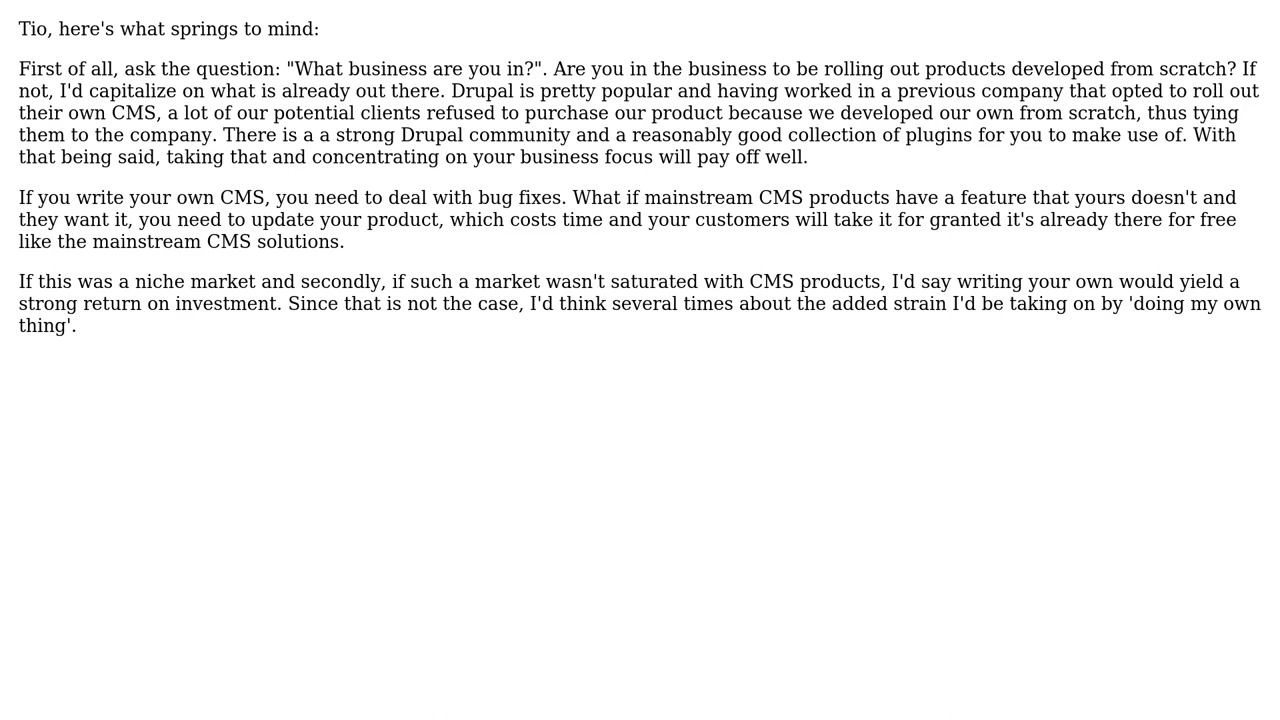 Tio, here's what springs to mind:
First of all, ask the question: "What business are you in?". Are you in the business to be rolling out products developed from scratch? If
not, I'd capitalize on what is already out there. Drupal is pretty popular and having worked in a previous company that opted to roll out
their own CMS, a lot of our potential clients refused to purchase our product because we developed our own from scratch, thus tying
them to the company. There is a a strong Drupal community and a reasonably good collection of plugins for you to make use of. With
that being said, taking that and concentrating on your business focus will pay off well.
If you write your own CMS, you need to deal with bug fixes. What if mainstream CMS products have a feature that yours doesn't and
they want it, you need to update your product, which costs time and your customers will take it for granted it's already there for free
like the mainstream CMS solutions.
If this was a niche market and secondly, if such a market wasn't saturated with CMS products, I'd say writing your own would yield a
strong return on investment. Since that is not the case, I'd think several times about the added strain I'd be taking on by 'doing my own
thing'.